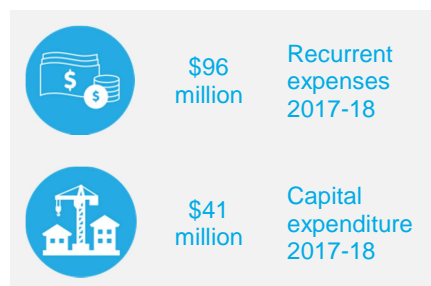 $
$
$96
million
Recurrent
expenses
2017-18
$41
million
Capital
expenditure
2017-18